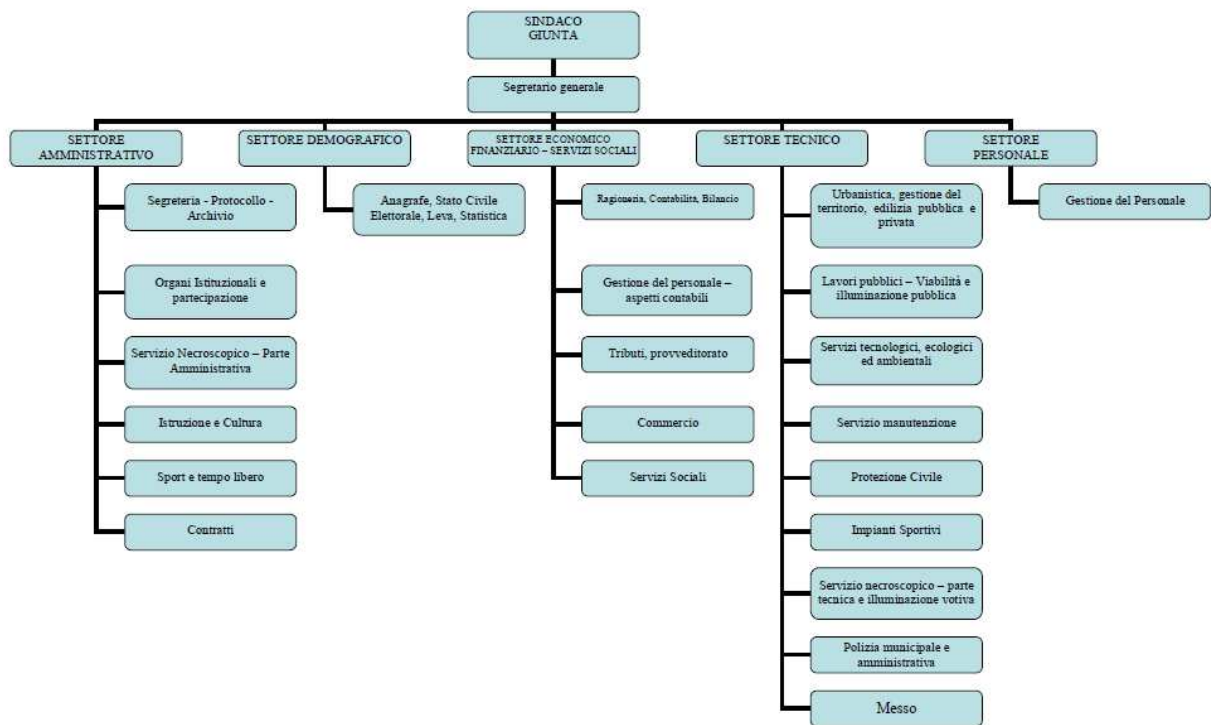 SINDACO
GIUNTA
Segretario generale
SETTORE
AMMINISTRATIVO
SETTORE DEMOGRAFICO
SETTORE ECONOMICO
FINANZIARIO – SERVIZI SOCIALI
SETTORE TECNICO
SETTORE
PERSONALE
Segreteria - Protocollo -
Archivio
Organi Istituzionali e
partecipazione
Servizio Necroscopico – Parte
Amministrativa
Istruzione e Cultura
Sport e tempo libero
Contratti
Anagrafe, Stato Civile
Elettorale, Leva, Statistica
Ragioneria, Contabilità, Bilancio
Gestione del personale –
aspetti contabili
Tributi, provveditorato
Commercio
Servizi Sociali
Urbanistica, gestione del
territorio, edilizia pubblica e
privata
Lavori pubblici – Viabilità e
illuminazione pubblica
Servizi tecnologici, ecologici
ed ambientali
Servizio manutenzione
Protezione Civile
Impianti Sportivi
Servizio necroscopico – parte
tecnica e illuminazione votiva
Polizia municipale e
amministrativa
Messo
Gestione del Personale